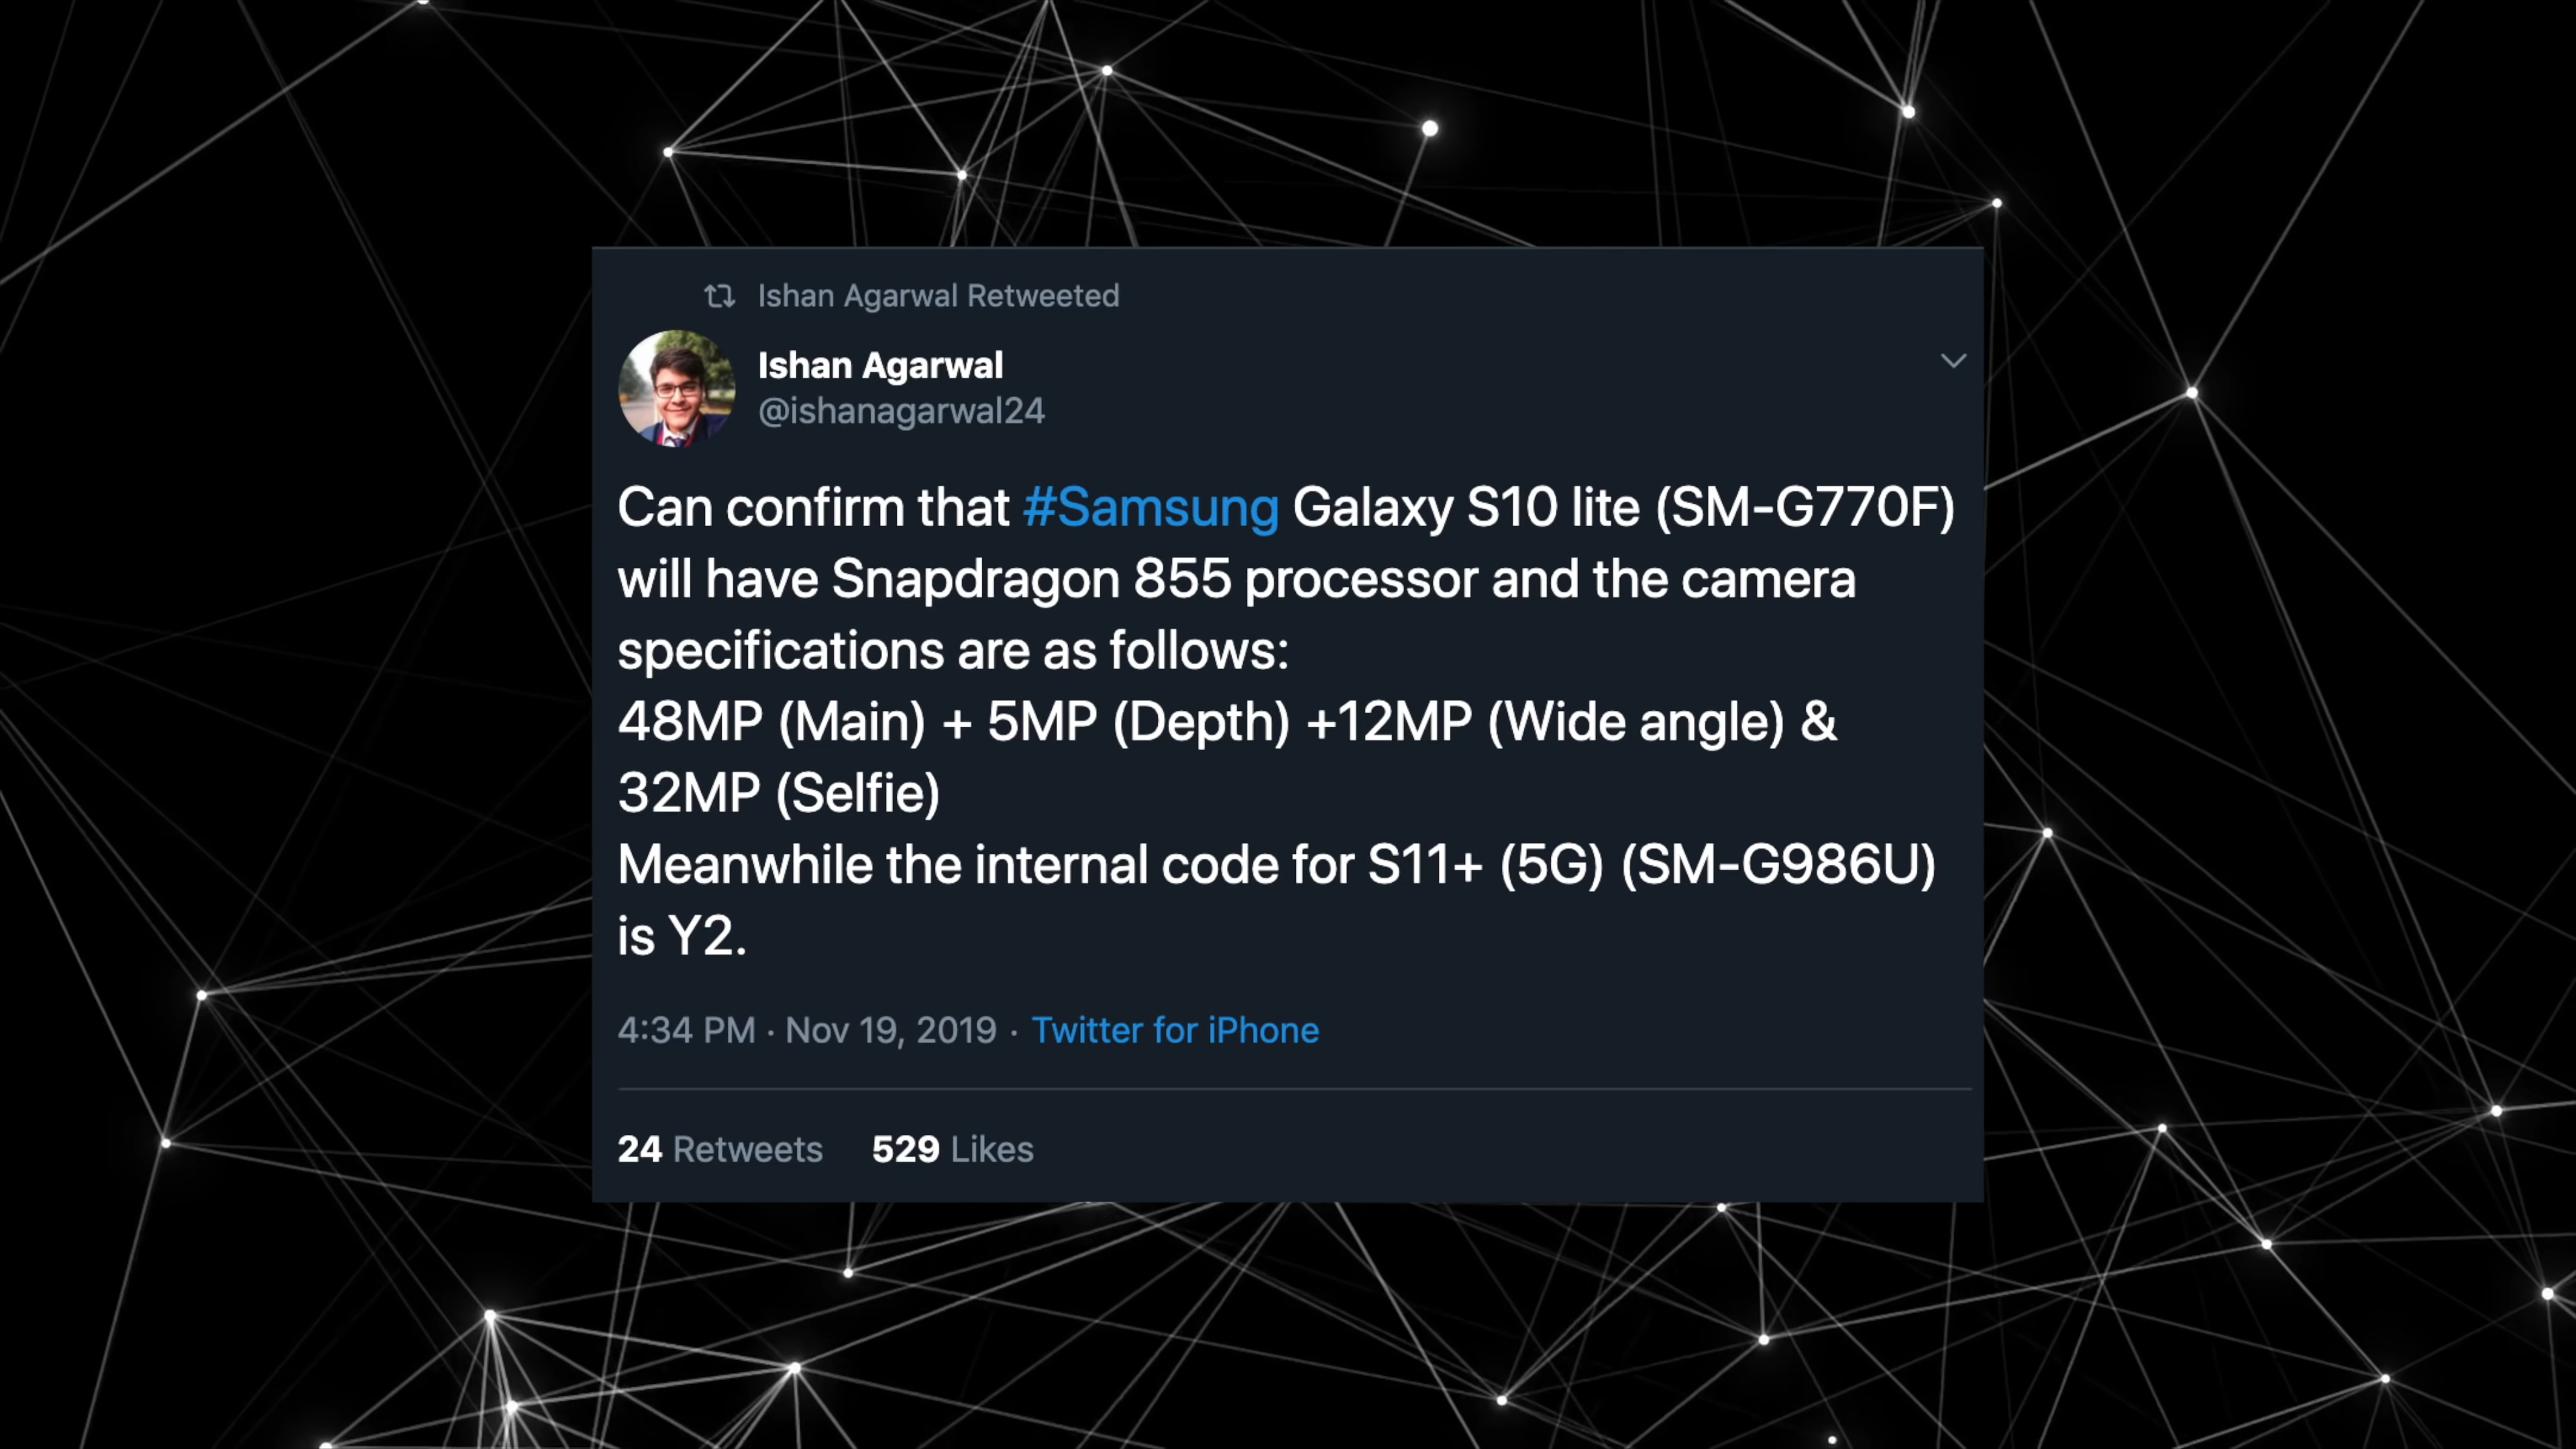 Ishan Agarwal Retweeted
Ishan Agarwal
@ishanagarwal24
Can confirm that #Samsung Galaxy S10 lite (SM-G770F)
will have Snapdragon 855 processor and the camera
specifications are as follows:
48MP (Main) + 5MP (Depth) +12MP (Wide angle) &
32MP (Selfie)
Meanwhile the internal code for S11+ (5G) (SM-G986U)
is Y2.
4:34 PM · Nov 19, 2019 · Twitter for iPhone
24 Retweets 529 Likes